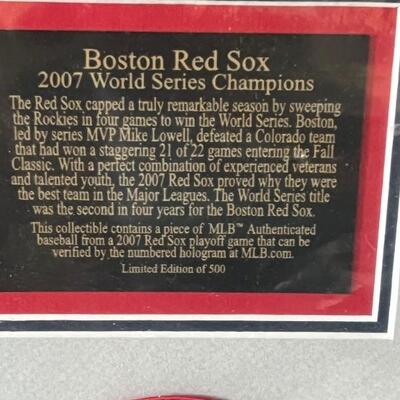 Boston Red Sox
2007 World Series Champions
The Red Sox capped a truly remarkable season by sweeping
the Rockies in four games to win the World Series. Boston,
led by series MVP Mike Lowell, defeated a Colorado team
that had won a staggering 21 of 22 games entering the Fall
Classic. With a perfect combination of experienced veterans
and talented youth, the 2007 Red Sox proved why they were
the best team in the Major Leagues. The World Series title
was the second in four years for the Boston Red Sox.
This collectible contains a piece of MLB™ Authenticated
baseball from a 2007 Red Sox playoff game that can be
verified by the numbered hologram at MLB.com.
Limited Edition of 500